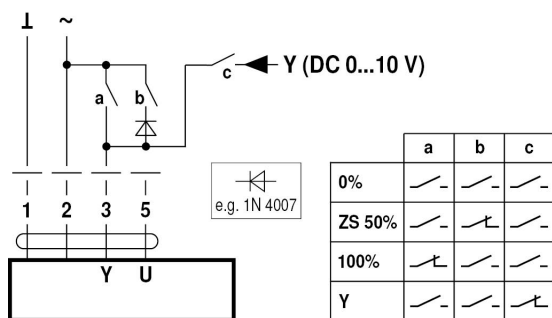 ⊥ ~
a b c Y (DC 0...10 V)
1 2 3 5
Y U
e.g. 1N 4007
a b c
0%
ZS 50%
100%
Y